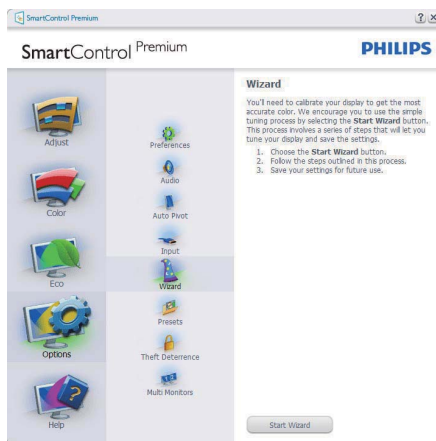 SmartControl Premium
SmartControl Premium
PHILIPS
Adjust
Color
Eco
Options
Help
Preferences
Audio
Auto Pivot
Input
Wizard
Presets
Theft Deterrence
Multi Monitors
Wizard
You'll need to calibrate your display to get the most
accurate color. We encourage you to use the simple
tuning process by selecting the Start Wizard button.
This process involves a series of steps that will let you
tune your display and save the settings.
1. Choose the Start Wizard button.
2. Follow the steps outlined in this process.
3. Save your settings for future use.
Start Wizard